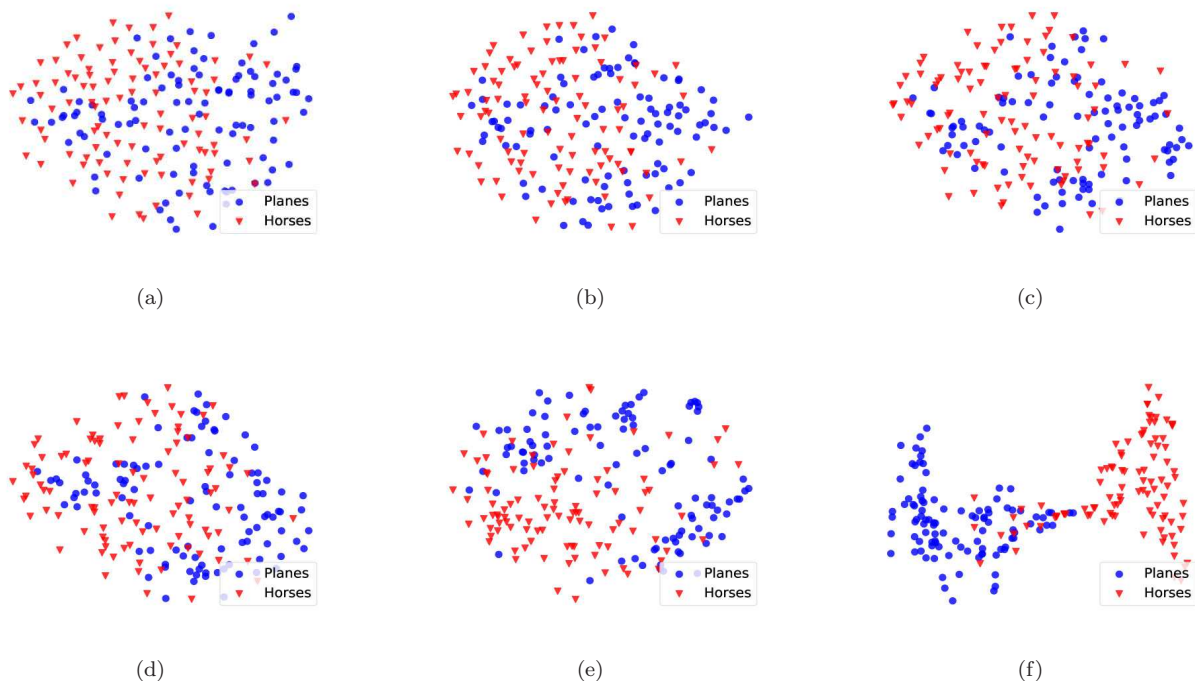 Planes
Horses
Planes
Horses
Planes
Horses
(a)
(b)
(c)
Planes
Horses
Planes
Horses
Planes
Horses
(d)
(e)
(f)